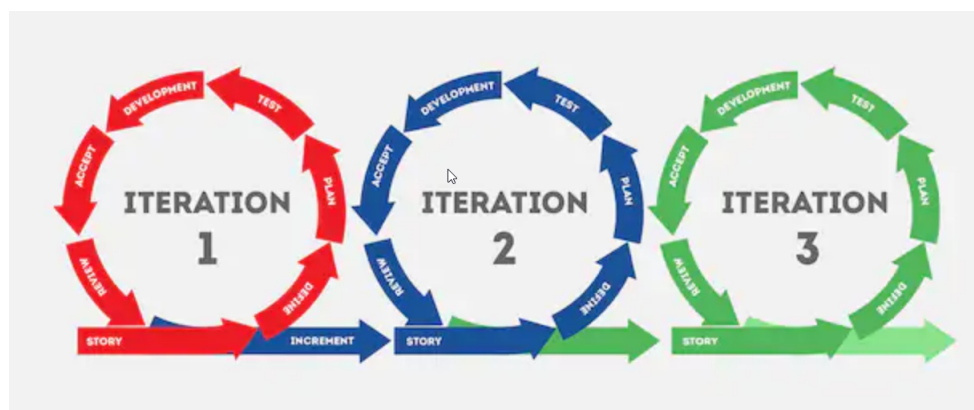 DEVELOPMENT
TEST
ACCEPT
PLAN
ITERATION
1
REVIEW
DEFINE
STORY
INCREMENT
DEVELOPMENT
TEST
ACCEPT
PLAN
ITERATION
2
REVIEW
DEFINE
STORY
DEVELOPMENT
TEST
ACCEPT
PLAN
ITERATION
3
REVIEW
DEFINE
STORY